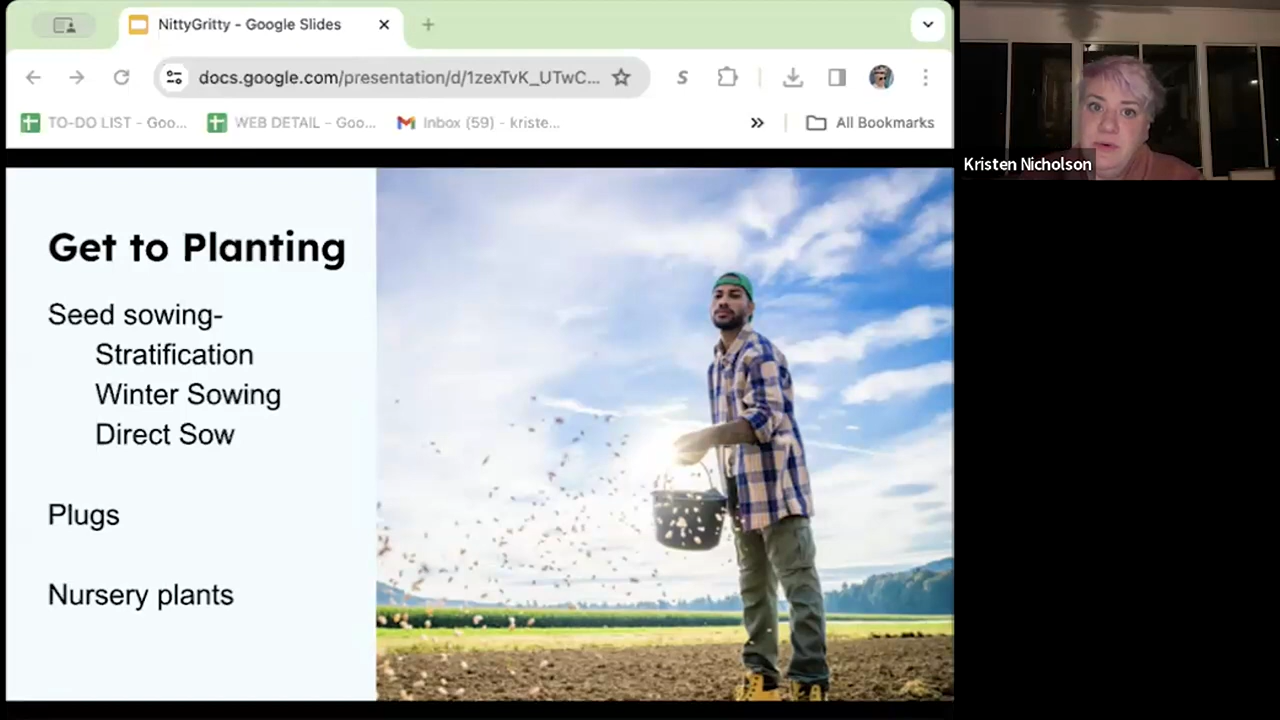 NittyGritty - Google Slides
docs.google.com/presentation/d/1zexTvK_UTwC...
TO-DO LIST - Goo...
WEB DETAIL - Goo...
Inbox (59) - kriste...
All Bookmarks
Kristen Nicholson
Get to Planting
Seed sowing-
Stratification
Winter Sowing
Direct Sow
Plugs
Nursery plants